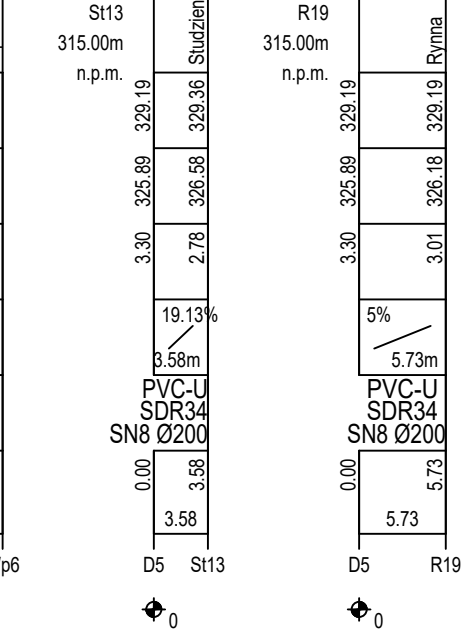 St13
315.00m
n.p.m.
Studzien
329.19
329.36
325.89
326.58
3.30
2.78
19.13%
3.58m
PVC-U
SDR34
SN8 Ø200
0.00
3.58
3.58
D5 St13
0
R19
315.00m
n.p.m.
Rynna
329.19
329.19
325.89
326.18
3.30
3.01
5%
5.73m
PVC-U
SDR34
SN8 Ø200
0.00
5.73
5.73
D5 R19
0
p6